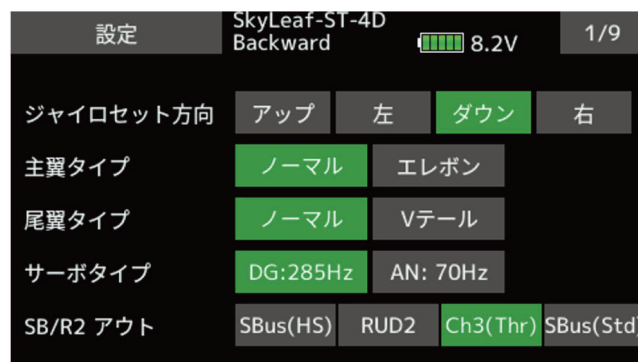 設定 SkyLeaf-ST-4D 1/9
Backward 8.2V
ジャイロセット方向 アップ 左 ダウン 右
主翼タイプ ノーマル エレボン
尾翼タイプ ノーマル Vテール
サーボタイプ DG:285Hz AN: 70Hz
SB/R2 アウト SBus(HS) RUD2 Ch3(Thr) SBus(Std)